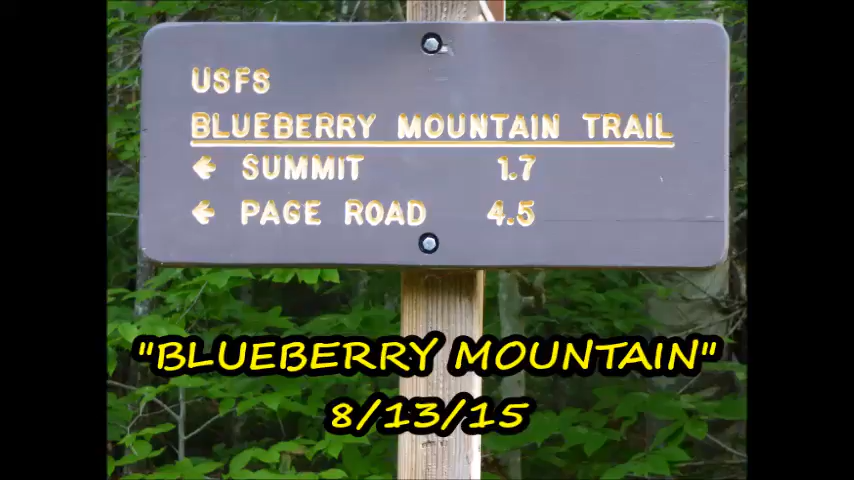 USFS
BLUEBERRY MOUNTAIN TRAIL
← SUMMIT 1.7
← PAGE ROAD 4.5
"BLUEBERRY MOUNTAIN"
8/13/15